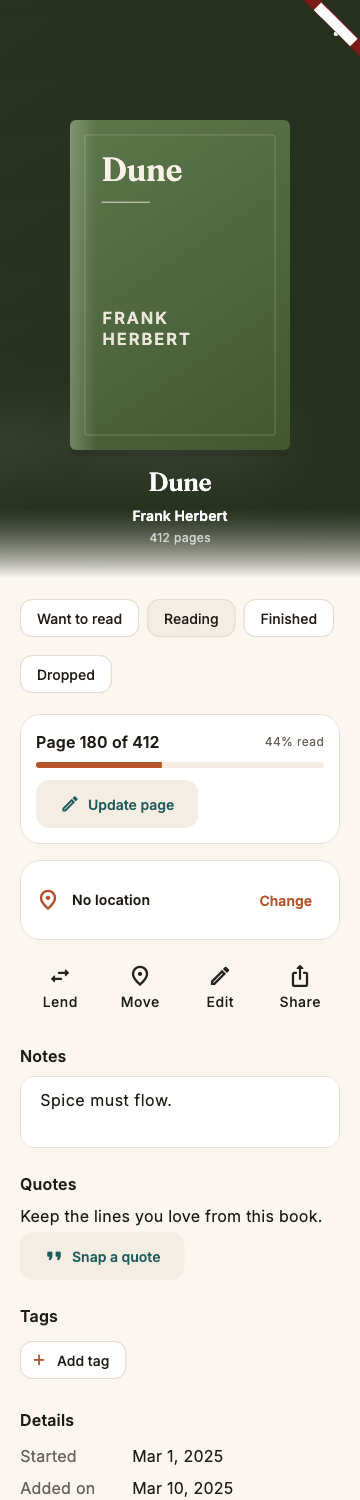 Dune
FRANK
HERBERT
Dune
Frank Herbert
412 pages
Want to read
Reading
Finished
Dropped
Page 180 of 412
44% read
Update page
No location
Change
Lend
Move
Edit
Share
Notes
Spice must flow.
Quotes
Keep the lines you love from this book.
Snap a quote
Tags
Add tag
Details
Started
Mar 1, 2025
Added on
Mar 10, 2025